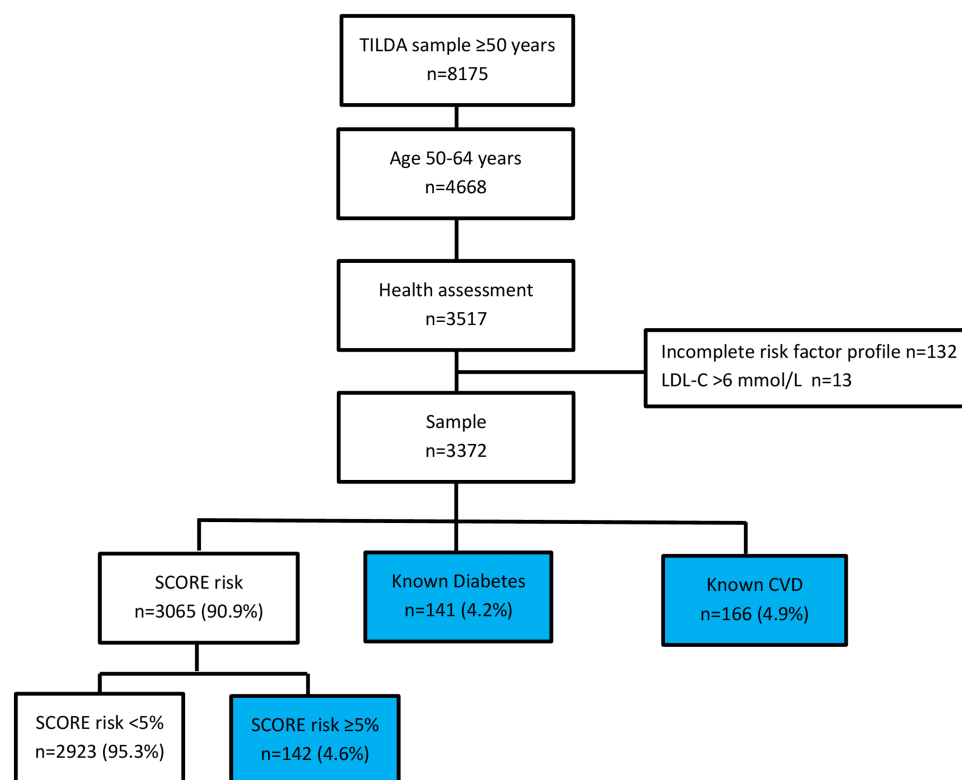 TILDA sample ≥50 years
n=8175
Age 50-64 years
n=4668
Health assessment
n=3517
Incomplete risk factor profile n=132
LDL-C >6 mmol/L  n=13
Sample
n=3372
SCORE risk
n=3065 (90.9%)
Known Diabetes
n=141 (4.2%)
Known CVD
n=166 (4.9%)
SCORE risk <5%
n=2923 (95.3%)
SCORE risk ≥5%
n=142 (4.6%)